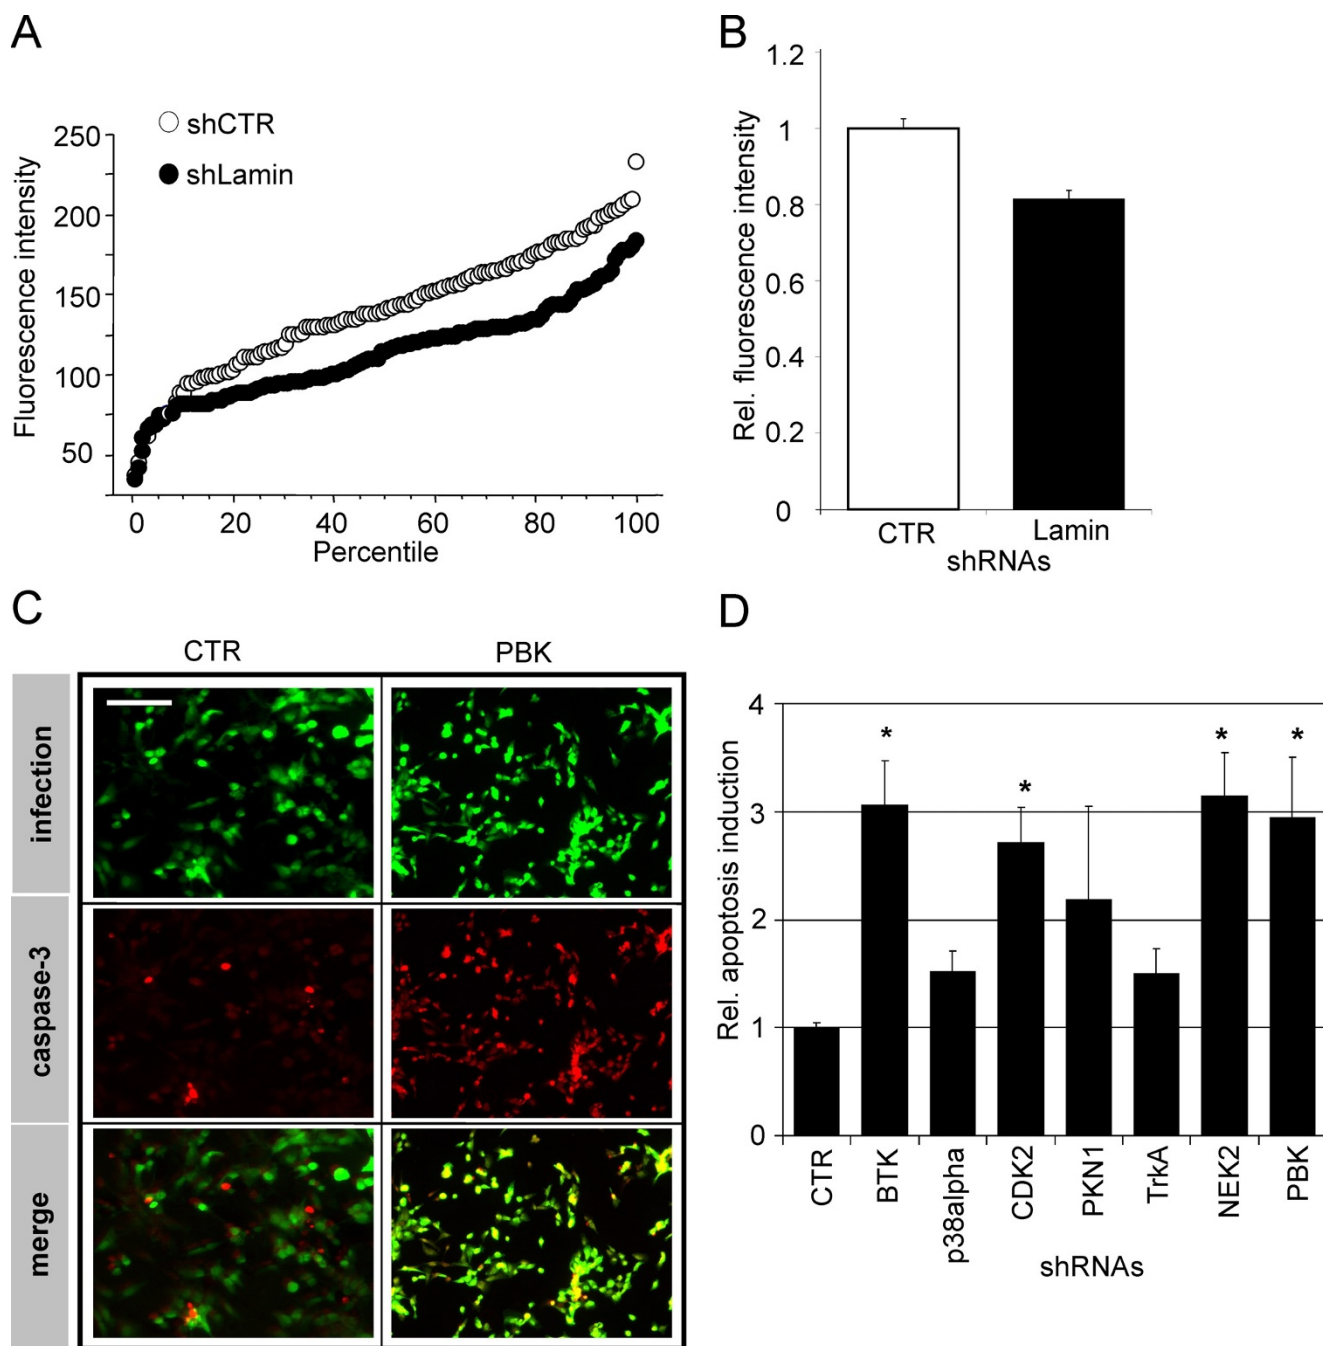 A
shCTR
shLamin
Fluorescence intensity
250
200
150
100
50
0 20 40 60 80 100
Percentile
B
Rel. fluorescence intensity
1.2
1
0.8
0.6
0.4
0.2
0
CTR Lamin
shRNAs
C
CTR PBK
infection
caspase-3
merge
D
Rel. apoptosis induction
4
3
2
1
0
* * * *
CTR BTK p38alpha CDK2 PKN1 TrkA NEK2 PBK
shRNAs